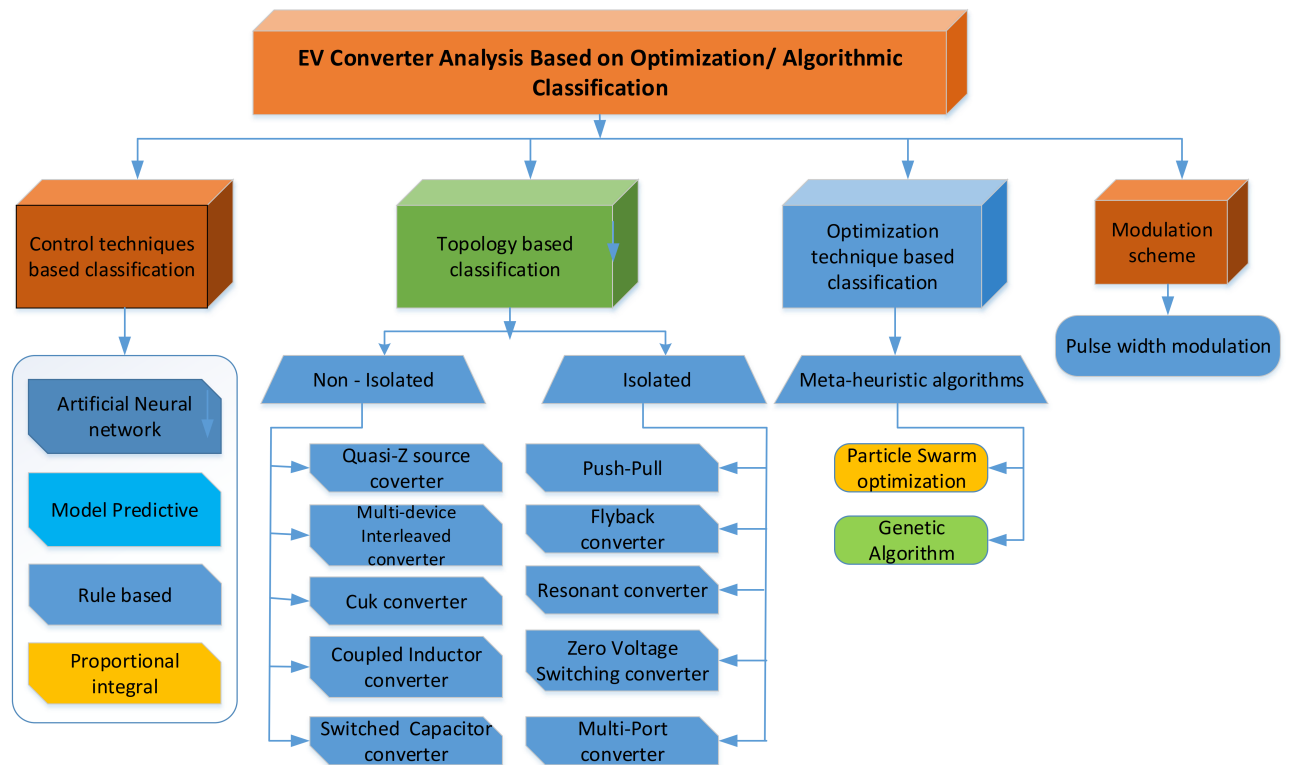 EV Converter Analysis Based on Optimization/ Algorithmic
Classification
Control techniques
based classification
Topology based
classification
Optimization
technique based
classification
Modulation
scheme
Pulse width modulation
Non - Isolated
Isolated
Meta-heuristic algorithms
Artificial Neural
network
Model Predictive
Rule based
Proportional
integral
Quasi-Z source
coverter
Multi-device
Interleaved
converter
Cuk converter
Coupled Inductor
converter
Switched Capacitor
converter
Push-Pull
Flyback
converter
Resonant converter
Zero Voltage
Switching converter
Multi-Port
converter
Particle Swarm
optimization
Genetic
Algorithm